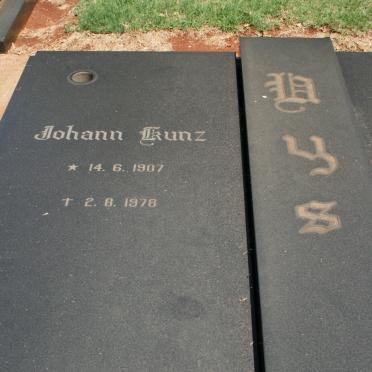 Johann Kunz
* 14. 6. 1907
† 2. 8. 1978